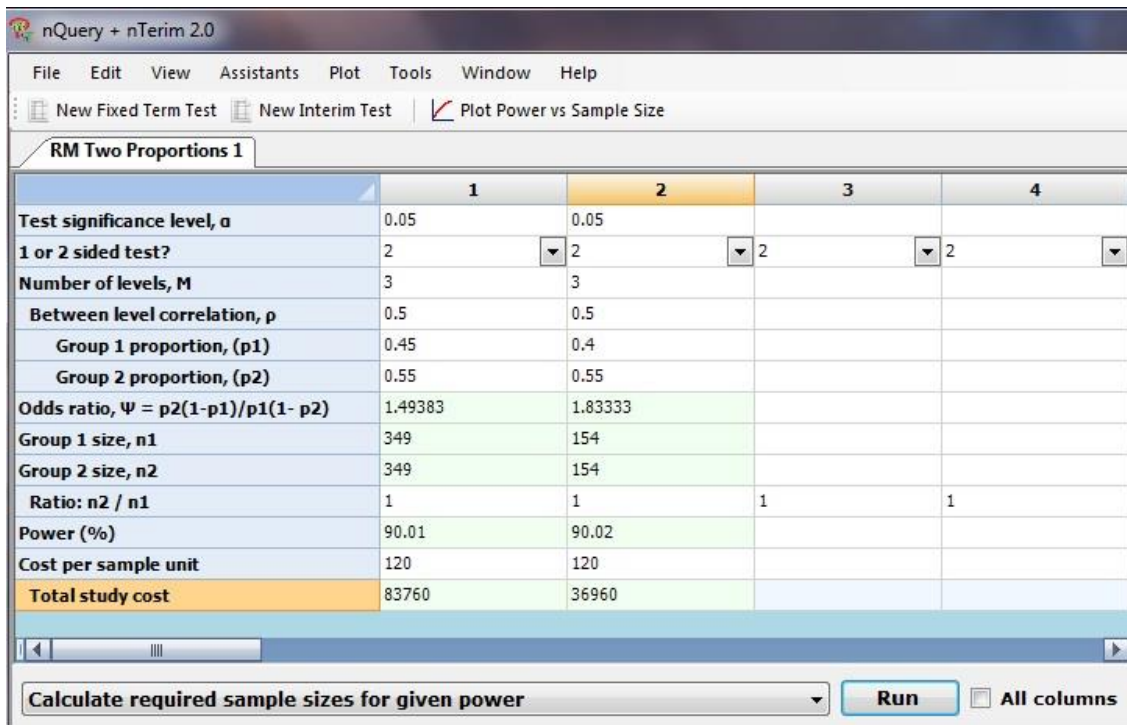 nQuery + nTerim 2.0
File Edit View Assistants Plot Tools Window Help
New Fixed Term Test New Interim Test Plot Power vs Sample Size
RM Two Proportions 1
1 2 3 4
Test significance level, α 0.05 0.05
1 or 2 sided test? 2 2 2 2
Number of levels, M 3 3
Between level correlation, ρ 0.5 0.5
Group 1 proportion, (p1) 0.45 0.4
Group 2 proportion, (p2) 0.55 0.55
Odds ratio, Ψ = p2(1-p1)/p1(1- p2) 1.49383 1.83333
Group 1 size, n1 349 154
Group 2 size, n2 349 154
Ratio: n2 / n1 1 1 1 1
Power (%) 90.01 90.02
Cost per sample unit 120 120
Total study cost 83760 36960
Calculate required sample sizes for given power Run All columns